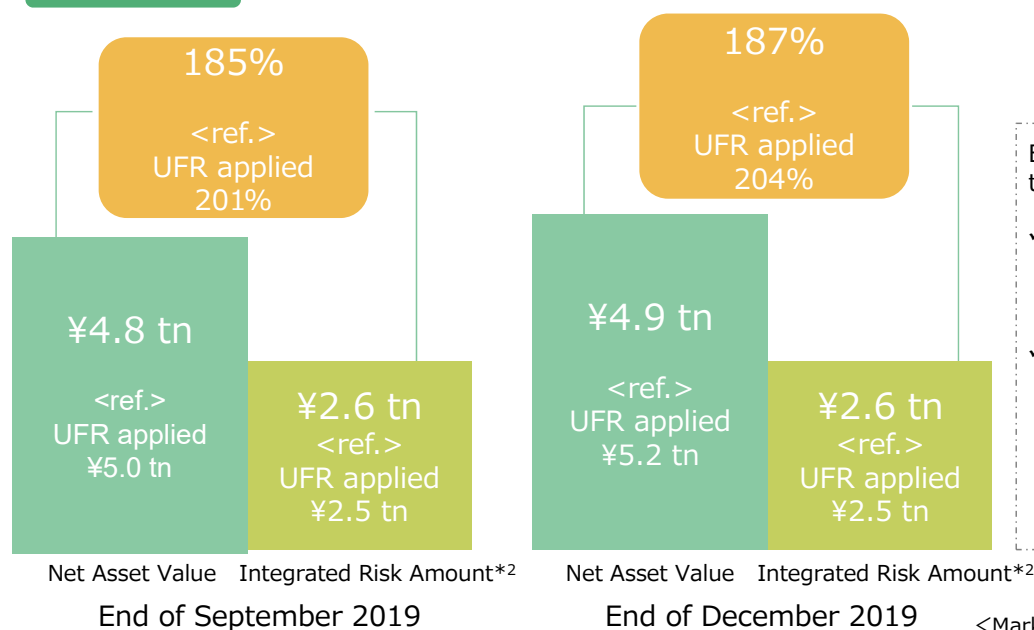 185%
<ref.>
UFR applied
201%
¥4.8 tn
<ref.>
UFR applied
¥5.0 tn
¥2.6 tn
<ref.>
UFR applied
¥2.5 tn
Net Asset Value Integrated Risk Amount*2
End of September 2019
187%
<ref.>
UFR applied
204%
¥4.9 tn
<ref.>
UFR applied
¥5.2 tn
¥2.6 tn
<ref.>
UFR applied
¥2.5 tn
Net Asset Value Integrated Risk Amount*2
End of December 2019